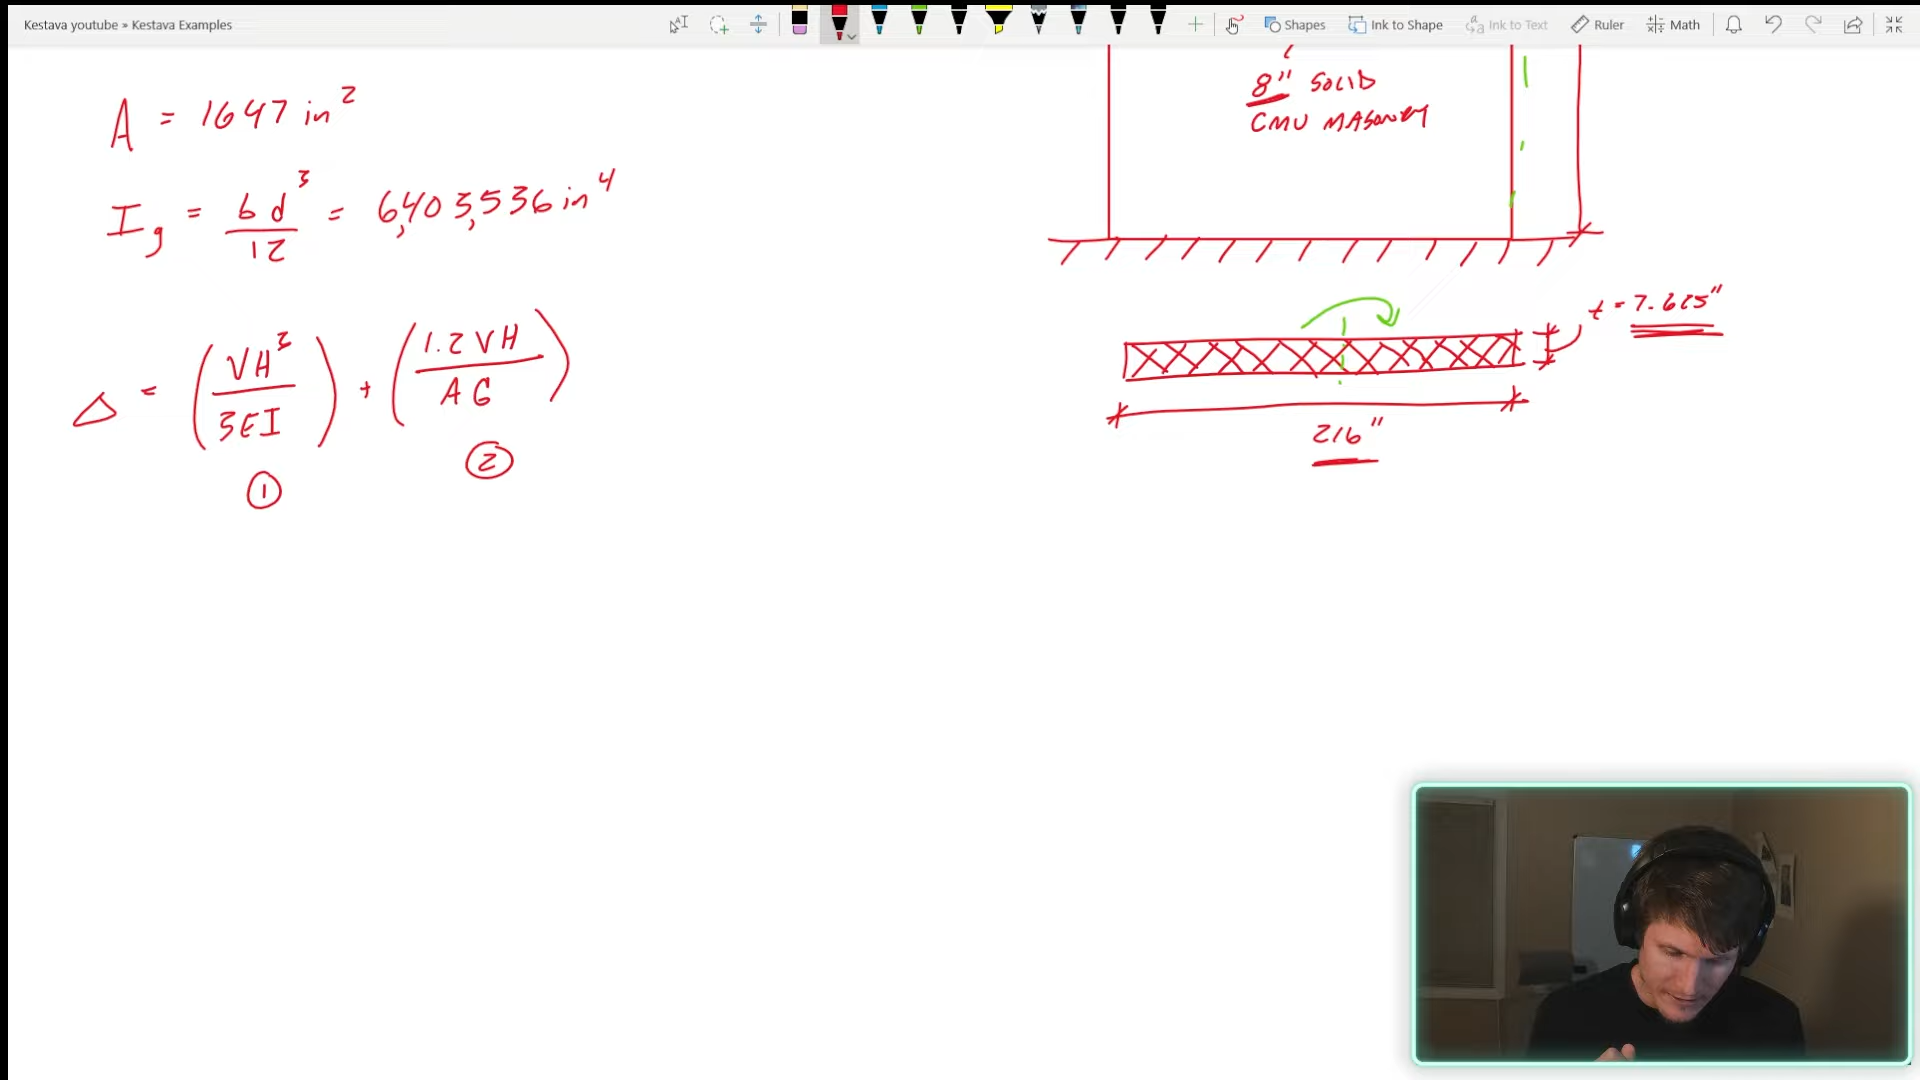 Kestava youtube » Kestava Examples
Shapes
Ink to Shape
Ink to Text
Ruler
Math
A = 1647 in²
I_g = bd³/12 = 6,403,536 in⁴
Δ = (VH³/3EI) + (1.2VH/AG)
①
②
8" SOLID
CMU MASONRY
t = 7.625"
216"